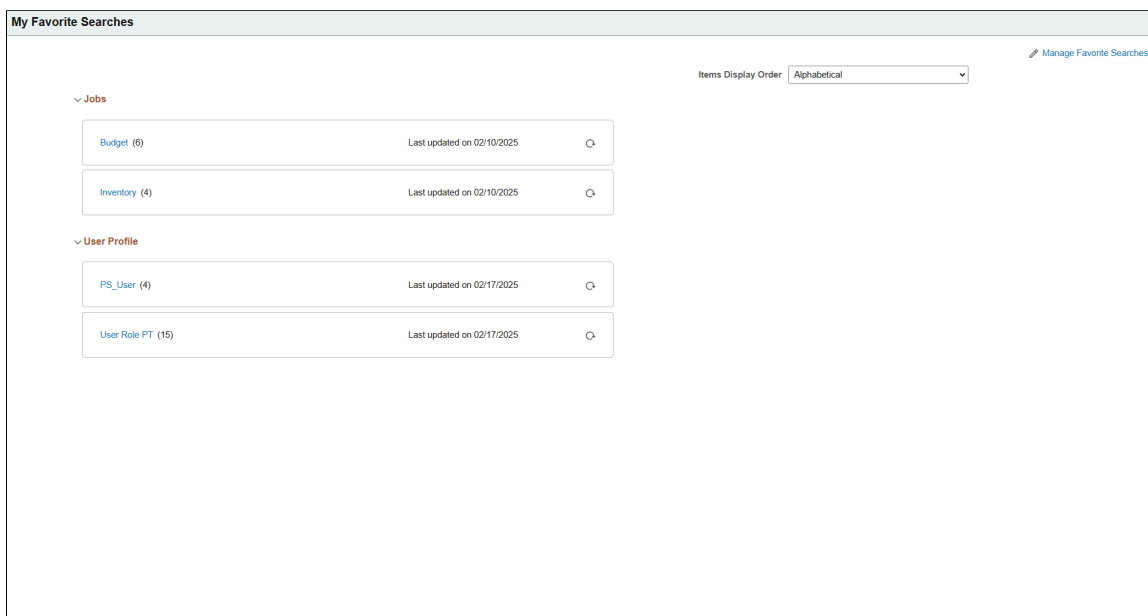 My Favorite Searches
Manage Favorite Searches
Items Display Order Alphabetical
Jobs
Budget (6) Last updated on 02/10/2025
Inventory (4) Last updated on 02/10/2025
User Profile
PS_User (4) Last updated on 02/17/2025
User Role PT (15) Last updated on 02/17/2025